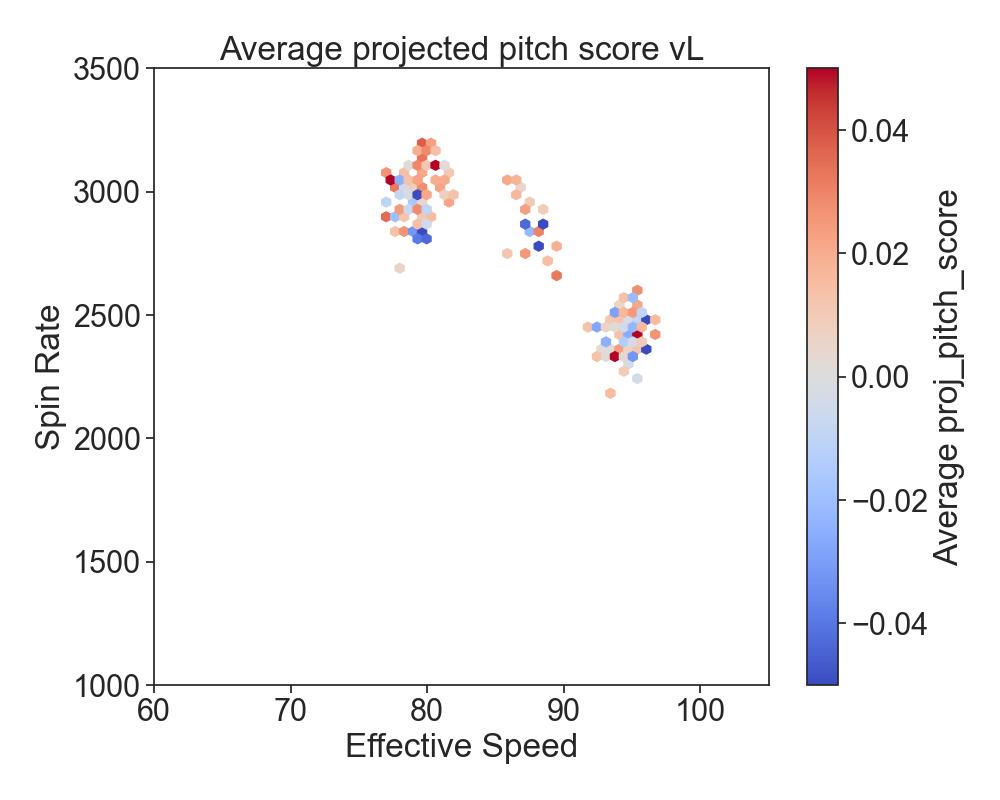 Average projected pitch score vL
3500
3000
2500
2000
1500
1000
Spin Rate
60 70 80 90 100
Effective Speed
0.04
0.02
0.00
−0.02
−0.04
Average proj_pitch_score